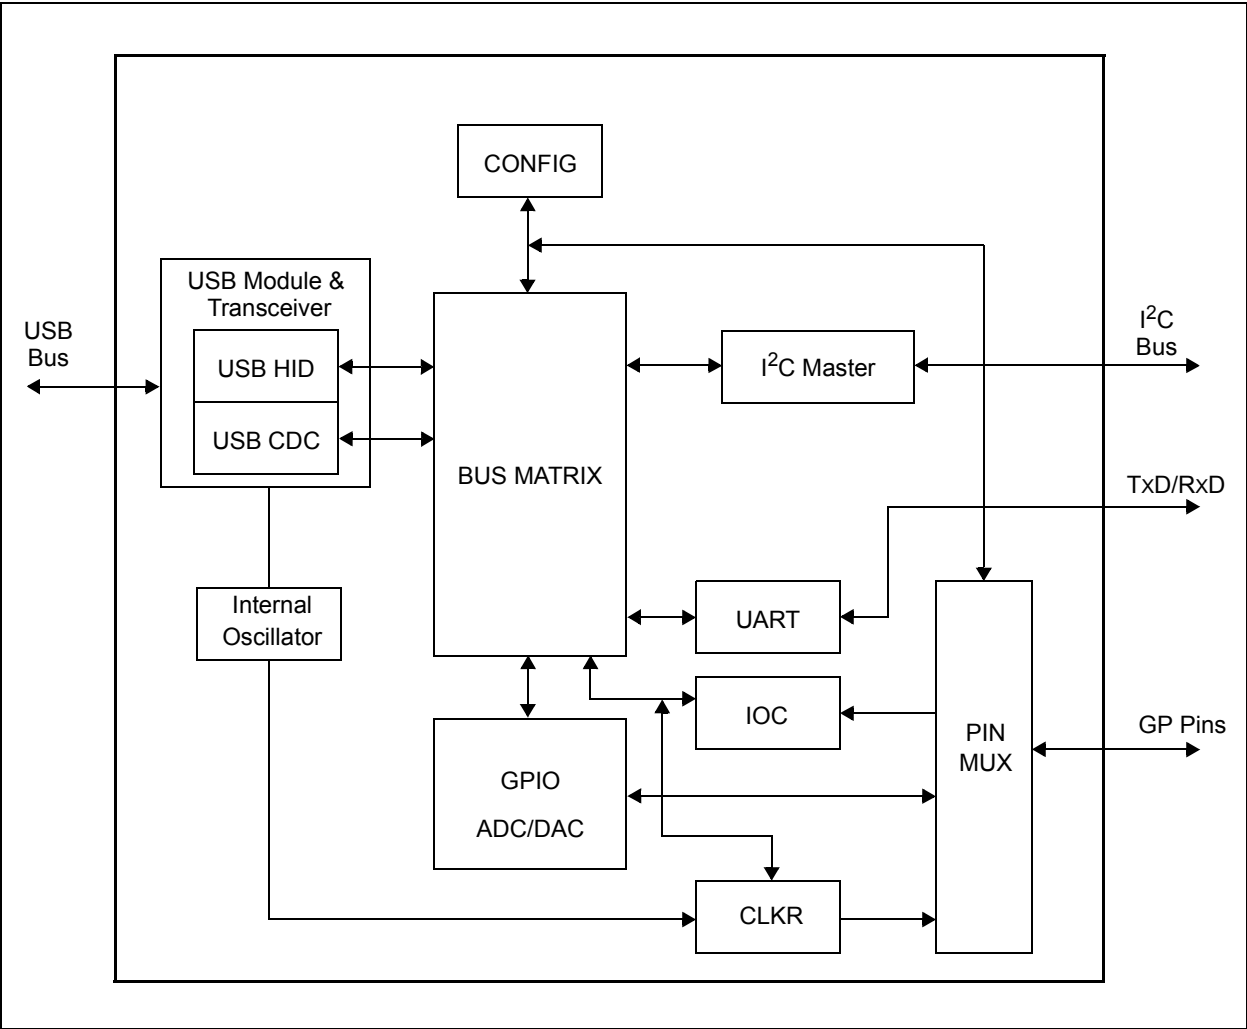 CONFIG
USB Module &
Transceiver
USB
Bus
USB HID
USB CDC
BUS MATRIX
I²C Master
I²C
Bus
TxD/RxD
Internal
Oscillator
UART
IOC
PIN
MUX
GP Pins
GPIO
ADC/DAC
CLKR